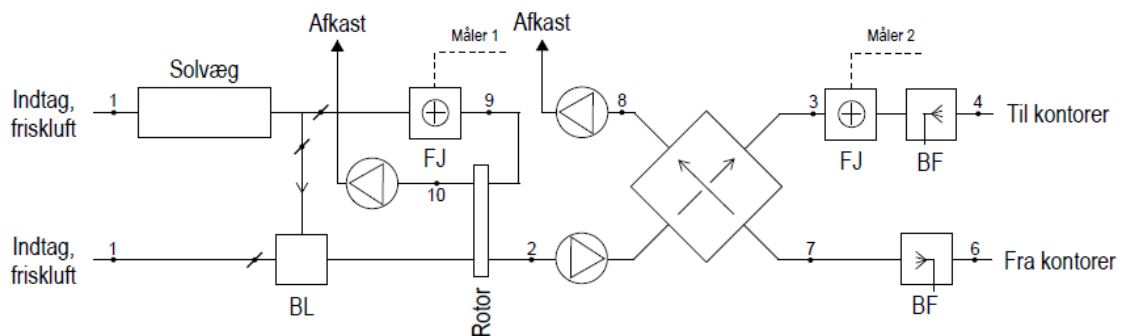 Afkast
Måler 1
Afkast
Måler 2
Solvæg
Indtag,
friskluft
1
9
8
3
4
Til kontorer
FJ
FJ
BF
10
Indtag,
friskluft
1
2
7
6
Fra kontorer
BL
Rotor
BF